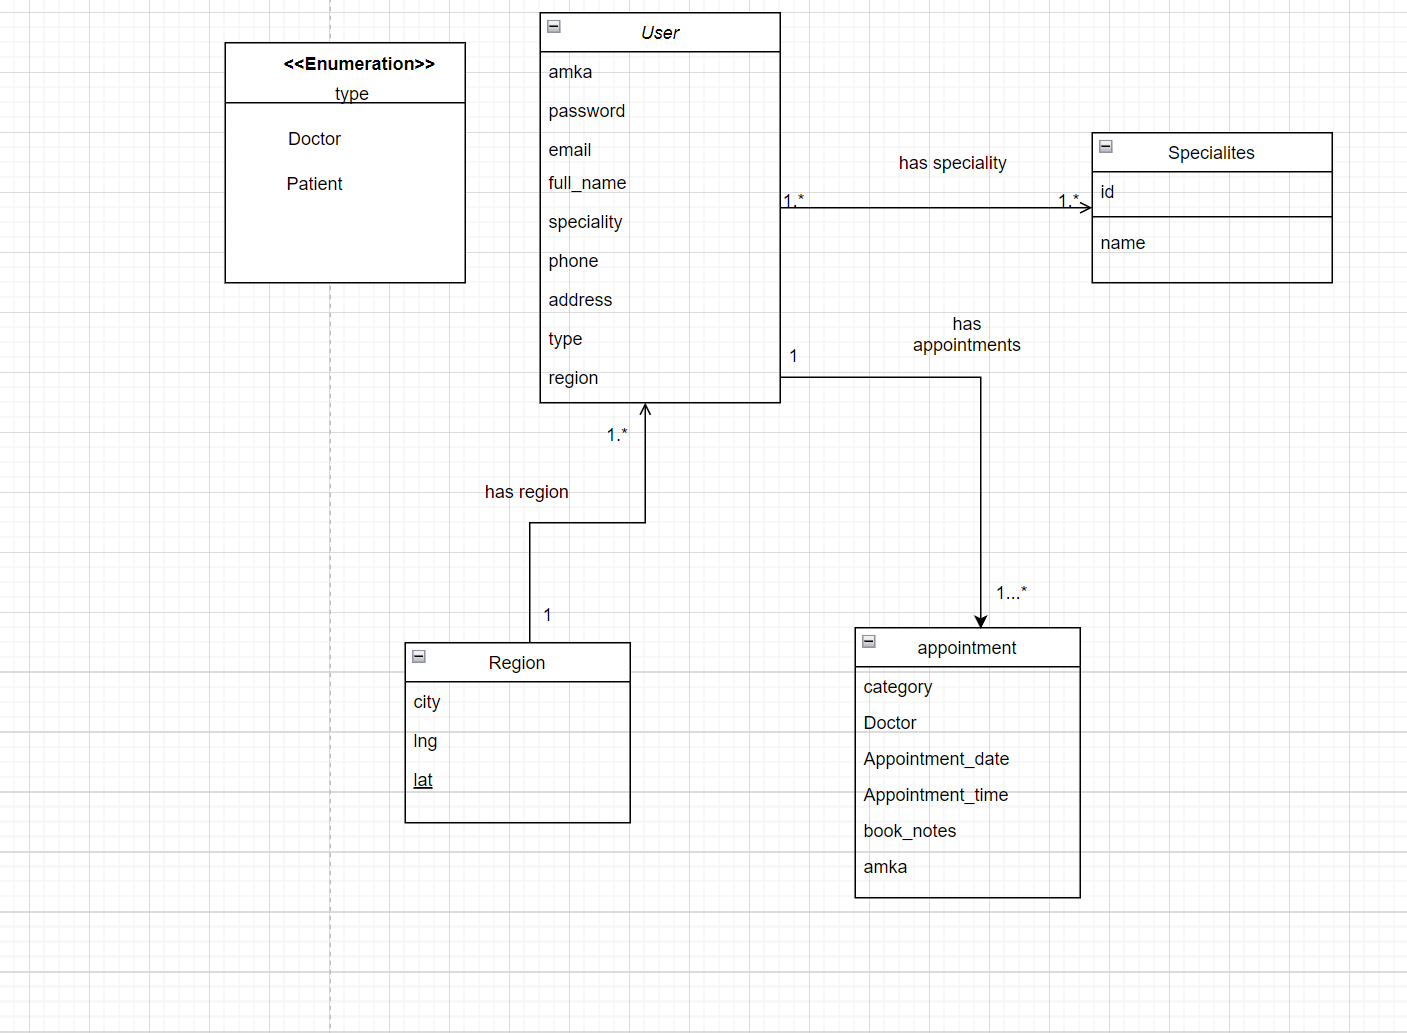 <<Enumeration>>
type
Doctor
Patient
User
amka
password
email
full_name
speciality
phone
address
type
region
has speciality
1.*
1.*
Specialites
id
name
has
appointments
1
1...*
1.*
has region
1
Region
city
lng
lat
appointment
category
Doctor
Appointment_date
Appointment_time
book_notes
amka